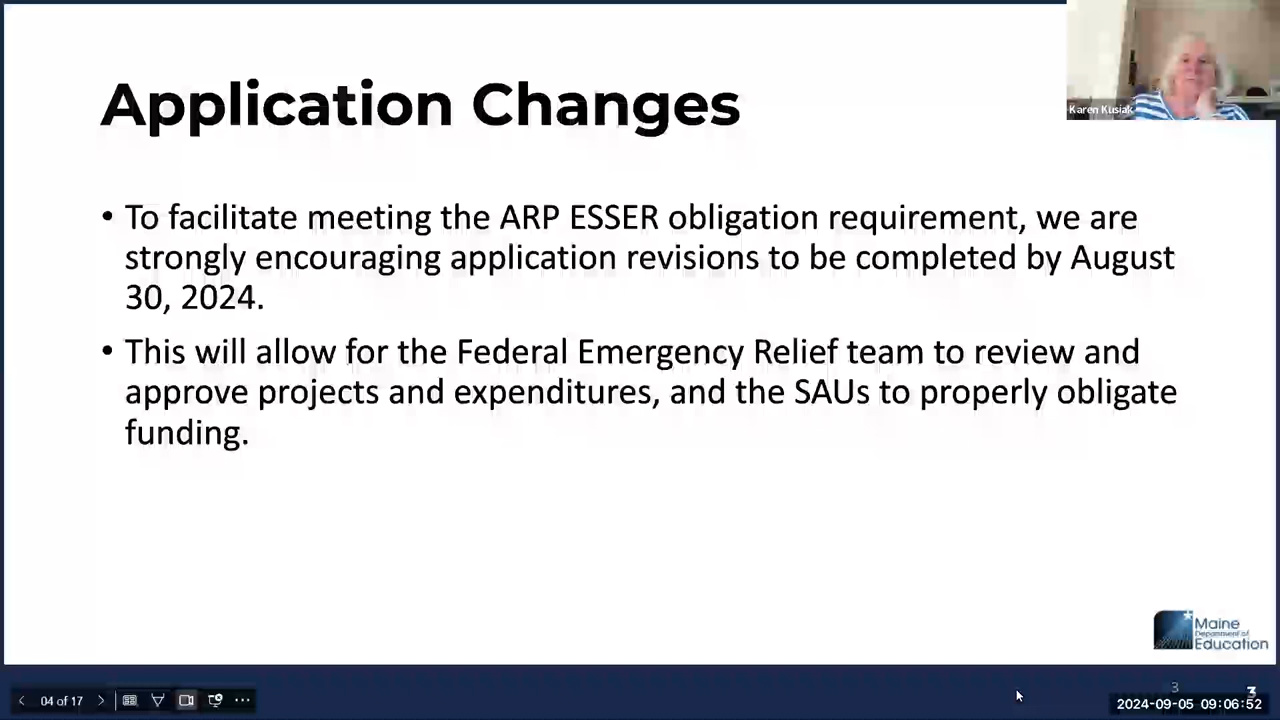 Application Changes
Karen Kusiak
• To facilitate meeting the ARP ESSER obligation requirement, we are
strongly encouraging application revisions to be completed by August
30, 2024.
• This will allow for the Federal Emergency Relief team to review and
approve projects and expenditures, and the SAUs to properly obligate
funding.
Maine
Department of
Education
04 of 17
3
3
2024-09-05 09:06:52